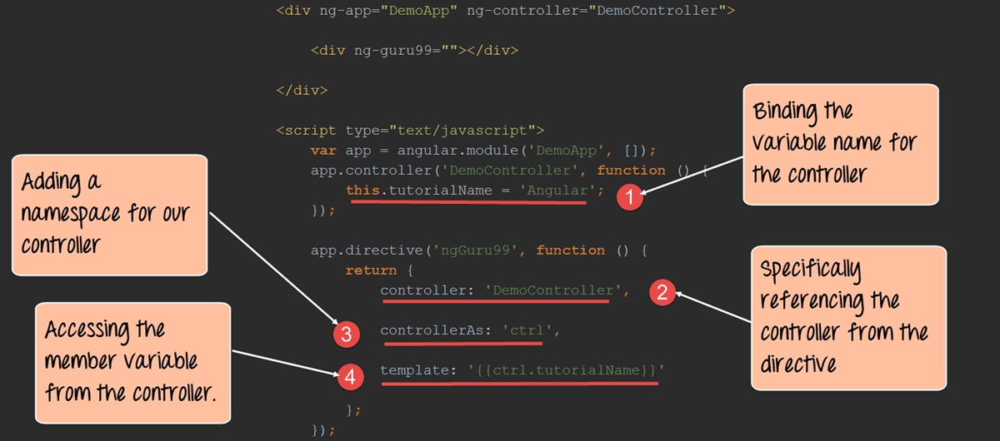 <div ng-app="DemoApp" ng-controller="DemoController">
<div ng-guru99=""></div>
</div>
<script type="text/javascript">
var app = angular.module('DemoApp', []);
app.controller('DemoController', function () {
this.tutorialName = 'Angular';
});
app.directive('ngGuru99', function () {
return {
controller: 'DemoController',
controllerAs: 'ctrl',
template: '{{ctrl.tutorialName}}'
};
});
1
Binding the
variable name for
the controller
2
Specifically
referencing the
controller from the
directive
Adding a
namespace for our
controller
3
Accessing the
member variable
from the controller.
4